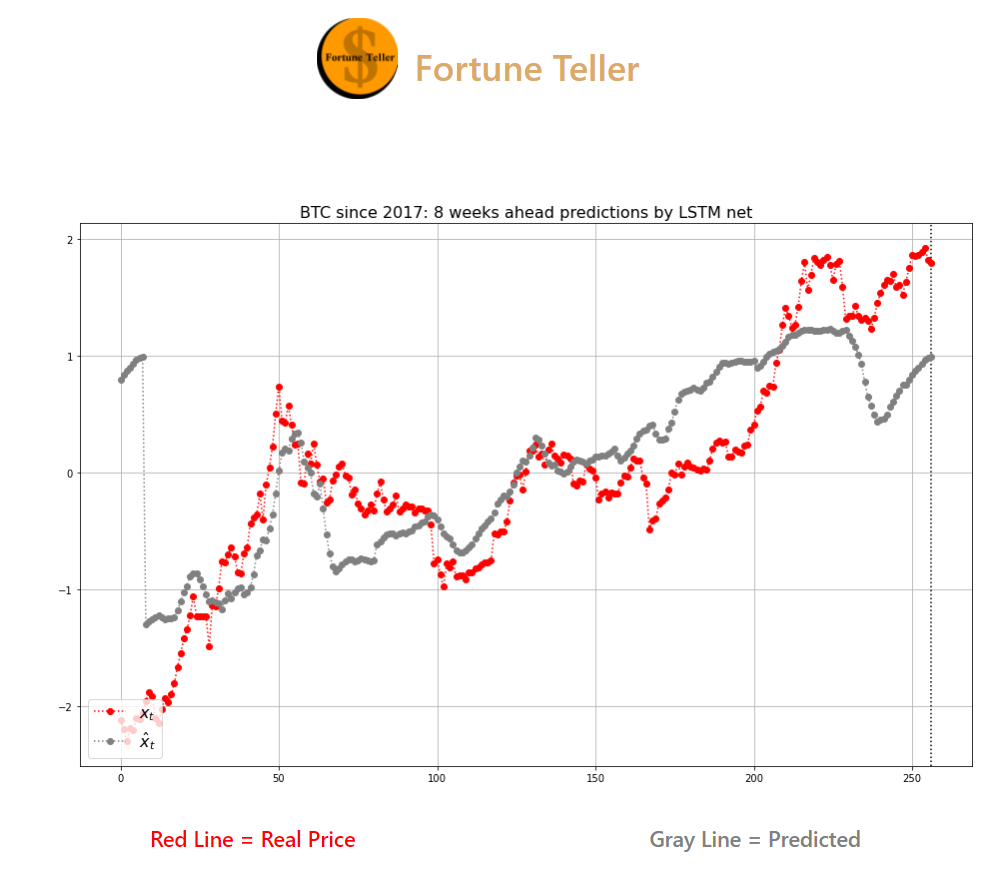 $
Fortune Teller
Fortune Teller
BTC since 2017: 8 weeks ahead predictions by LSTM net
2
1
0
−1
−2
x_t
x̂_t
0 50 100 150 200 250
Red Line = Real Price
Gray Line = Predicted